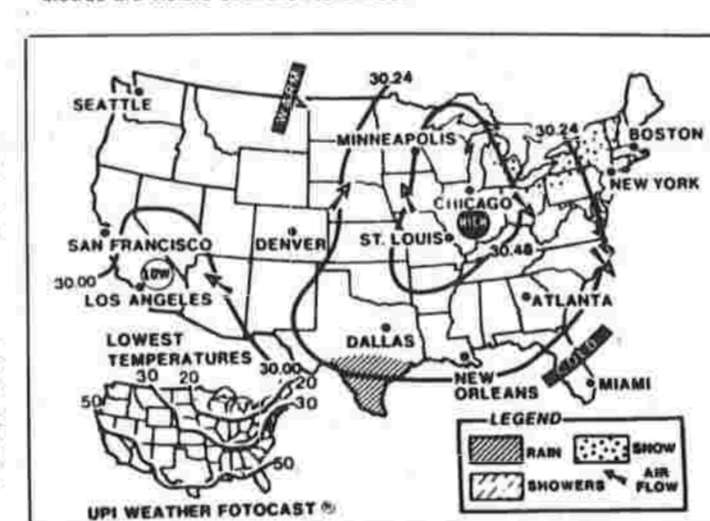 30.24
WARM
SEATTLE
MINNEAPOLIS
30.24
BOSTON
NEW YORK
CHICAGO
HIGH
SAN FRANCISCO
DENVER
ST. LOUIS
30.48
30.00
LOW
LOS ANGELES
ATLANTA
LOWEST
TEMPERATURES
DALLAS
COLD
30.00
30 20
20
NEW
ORLEANS
MIAMI
50
30
LEGEND
RAIN
SNOW
50
SHOWERS
AIR
FLOW
UPI WEATHER FOTOCAST ®